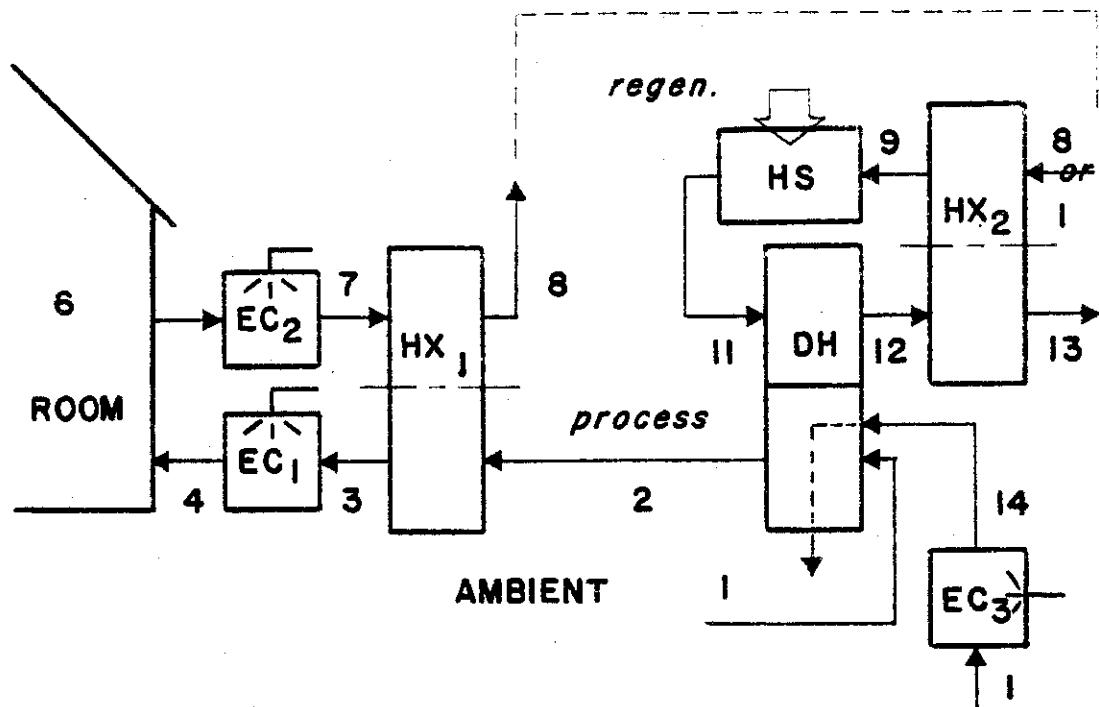 regen.
HS
9
8
or
1
HX₂
6
EC₂
7
HX₁
8
11
DH
12
13
ROOM
process
EC₁
4
3
2
14
AMBIENT
1
EC₃
1